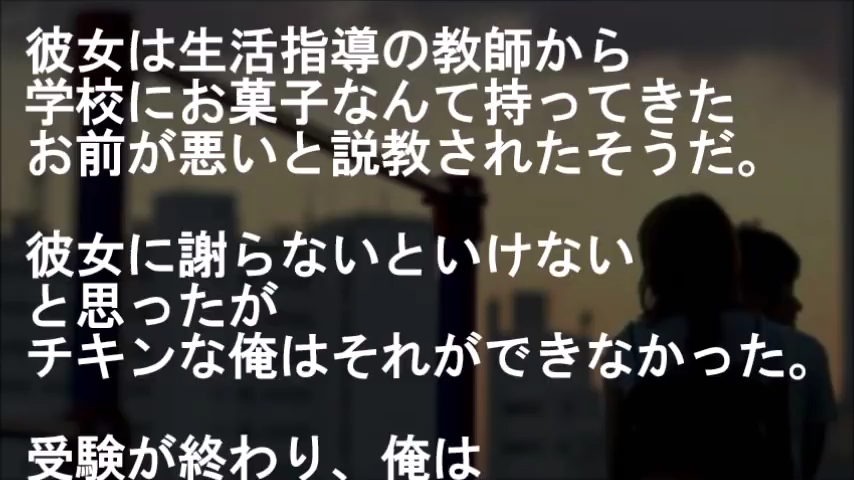 彼女は生活指導の教師から
学校にお菓子なんて持ってきた
お前が悪いと説教されたそうだ。
彼女に謝らないといけない
と思ったが
チキンな俺はそれができなかった。
受験が終わり、俺は